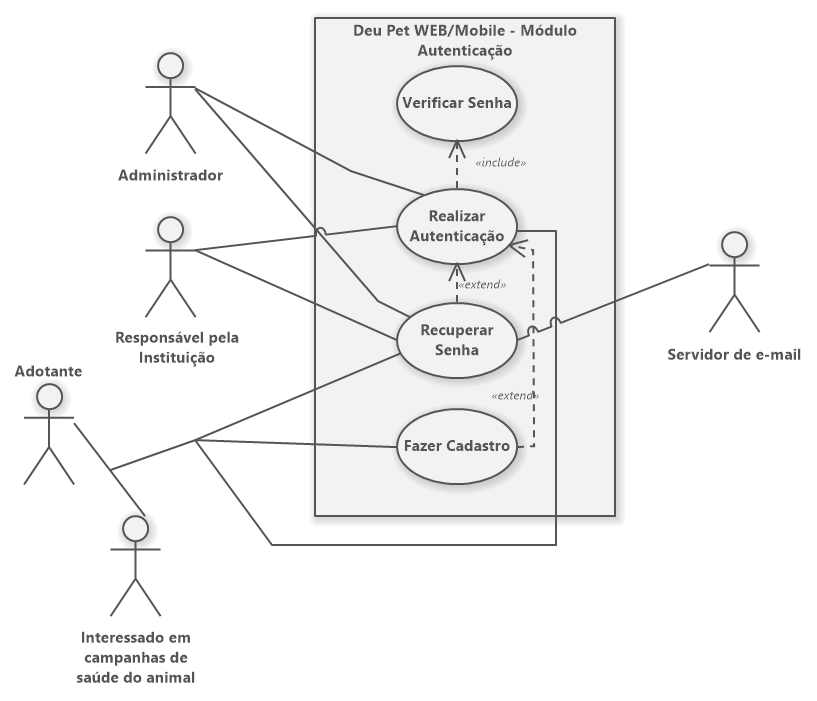 Deu Pet WEB/Mobile - Módulo
Autenticação
Verificar Senha
«include»
Administrador
Realizar
Autenticação
«extend»
Responsável pela
Instituição
Recuperar
Senha
Servidor de e-mail
Adotante
«extend»
Fazer Cadastro
Interessado em
campanhas de
saúde do animal